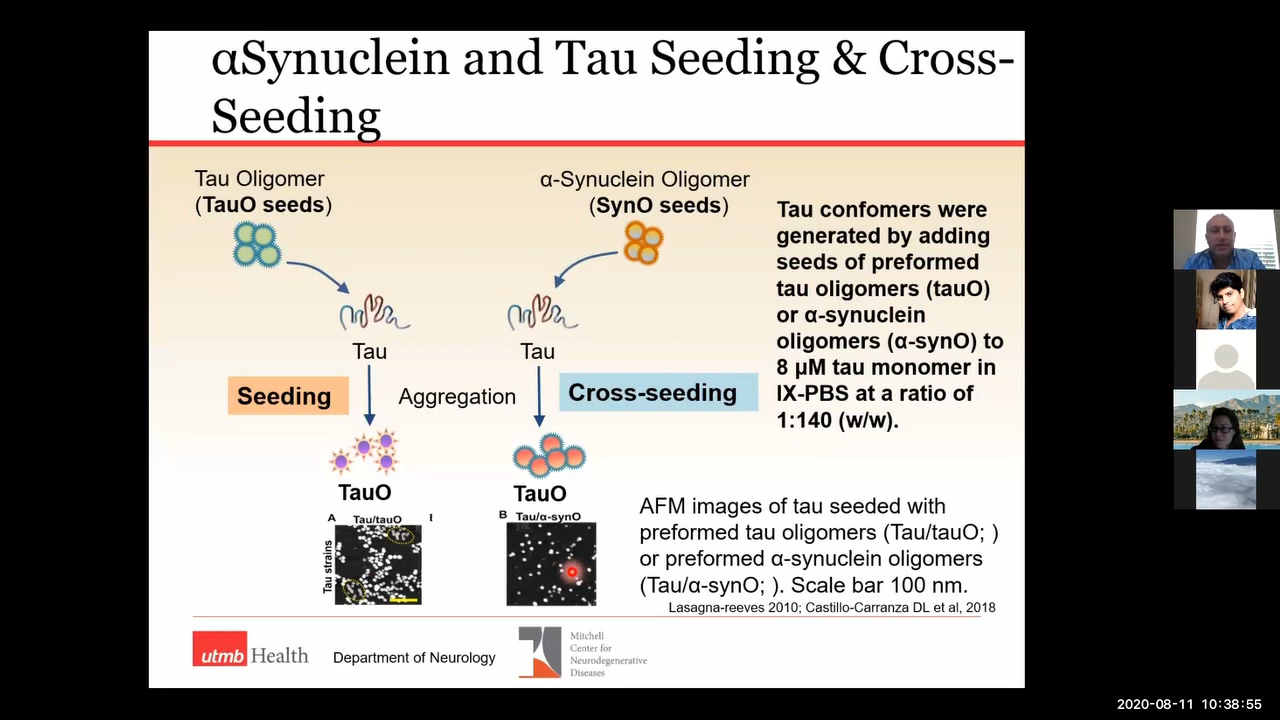 αSynuclein and Tau Seeding & Cross-
Seeding
Tau Oligomer
(TauO seeds)
α-Synuclein Oligomer
(SynO seeds)
Tau confomers were
generated by adding
seeds of preformed
tau oligomers (tauO)
or α-synuclein
oligomers (α-synO) to
8 µM tau monomer in
IX-PBS at a ratio of
1:140 (w/w).
Tau
Tau
Seeding
Aggregation
Cross-seeding
TauO
TauO
A Tau/tauO
B Tau/α-synO
Tau strains
AFM images of tau seeded with
preformed tau oligomers (Tau/tauO; )
or preformed α-synuclein oligomers
(Tau/α-synO; ). Scale bar 100 nm.
Lasagna-reeves 2010; Castillo-Carranza DL et al, 2018
utmb Health
Department of Neurology
Mitchell
Center for
Neurodegenerative
Diseases
2020-08-11 10:38:55